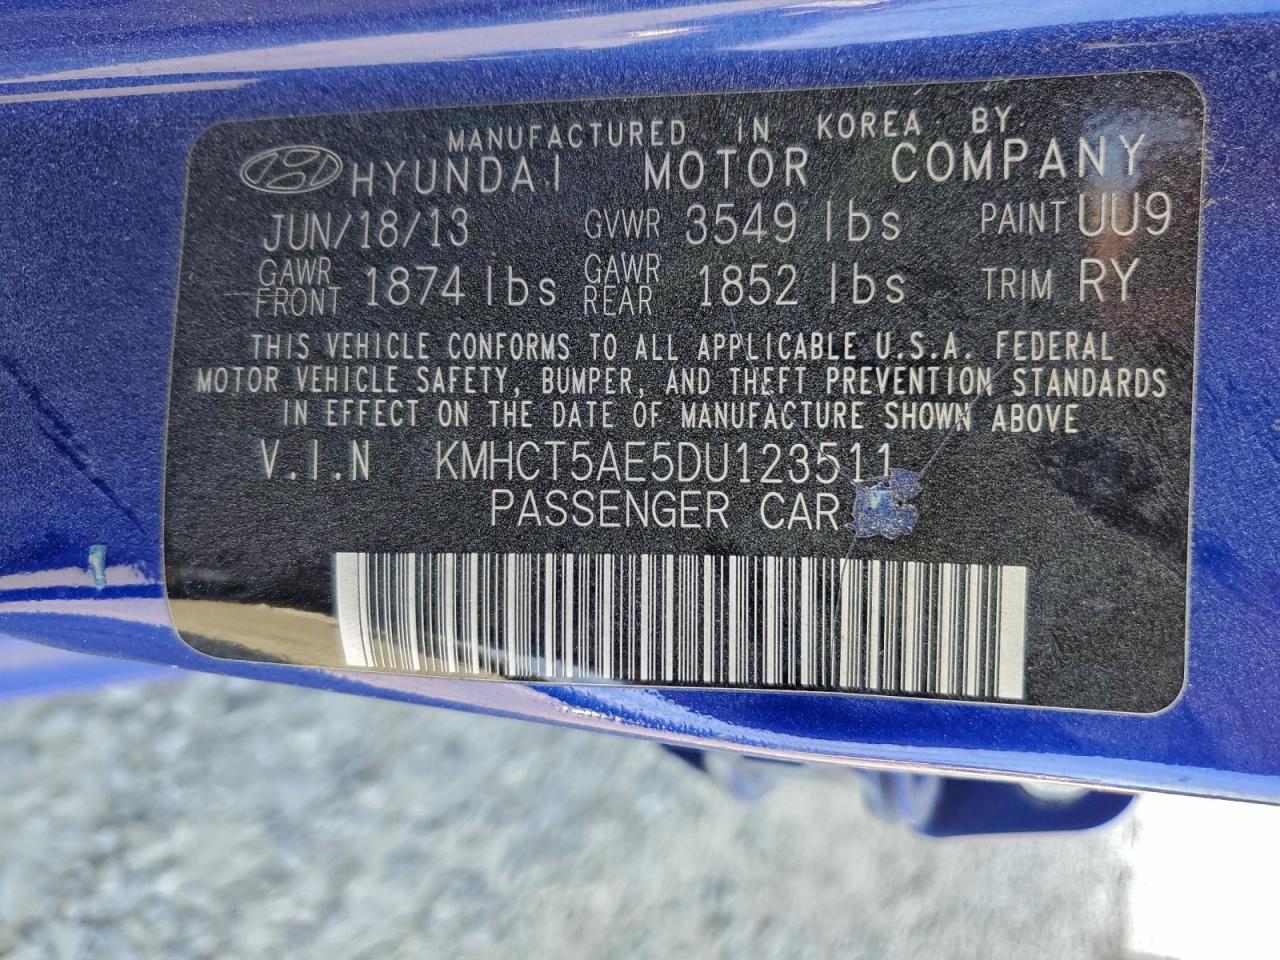 MANUFACTURED IN KOREA BY
HYUNDAI MOTOR COMPANY
JUN/18/13 GVWR 3549 lbs PAINT UU9
GAWR FRONT 1874 lbs GAWR REAR 1852 lbs TRIM RY
THIS VEHICLE CONFORMS TO ALL APPLICABLE U.S.A. FEDERAL
MOTOR VEHICLE SAFETY, BUMPER, AND THEFT PREVENTION STANDARDS
IN EFFECT ON THE DATE OF MANUFACTURE SHOWN ABOVE
V.I.N KMHCT5AE5DU123511
PASSENGER CAR